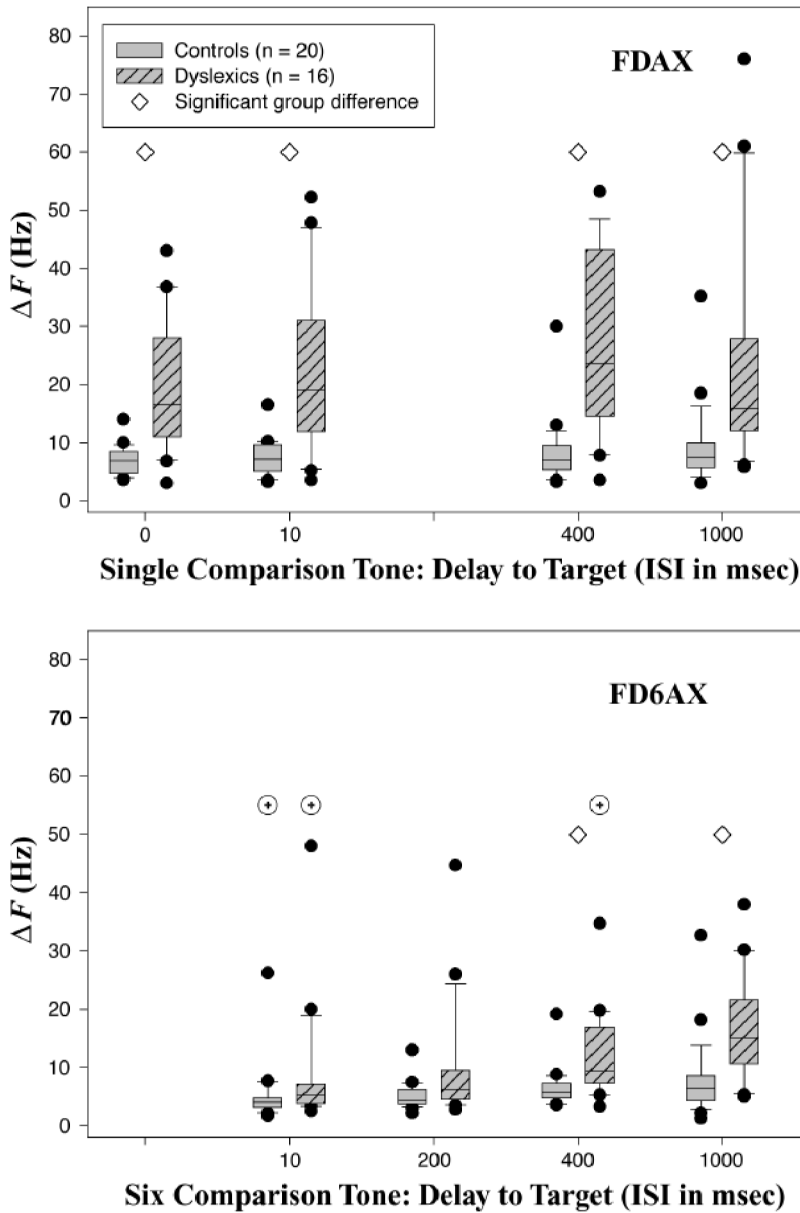 80
70
60
50
40
30
20
10
0
ΔF (Hz)
Controls (n = 20)
Dyslexics (n = 16)
Significant group difference
FDAX
0 10 400 1000
Single Comparison Tone: Delay to Target (ISI in msec)
80
70
60
50
40
30
20
10
0
ΔF (Hz)
FD6AX
10 200 400 1000
Six Comparison Tone: Delay to Target (ISI in msec)